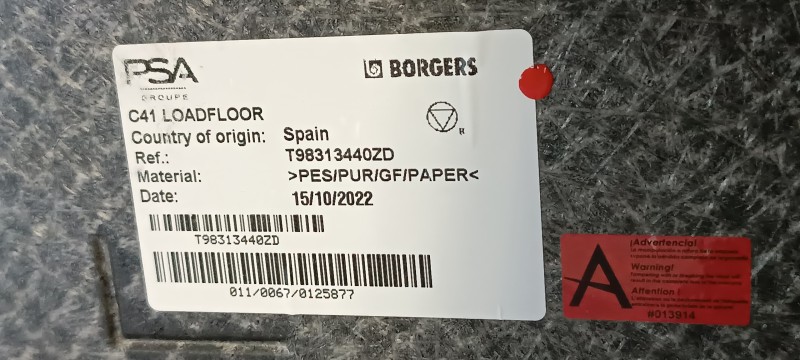 PSA
GROUPE
BORGERS
C41 LOADFLOOR
Country of origin: Spain
Ref.: T98313440ZD
Material: >PES/PUR/GF/PAPER<
Date: 15/10/2022
T98313440ZD
011/0067/0125877
R
A
¡Advertencia!
Warning!
Attention !
#013914